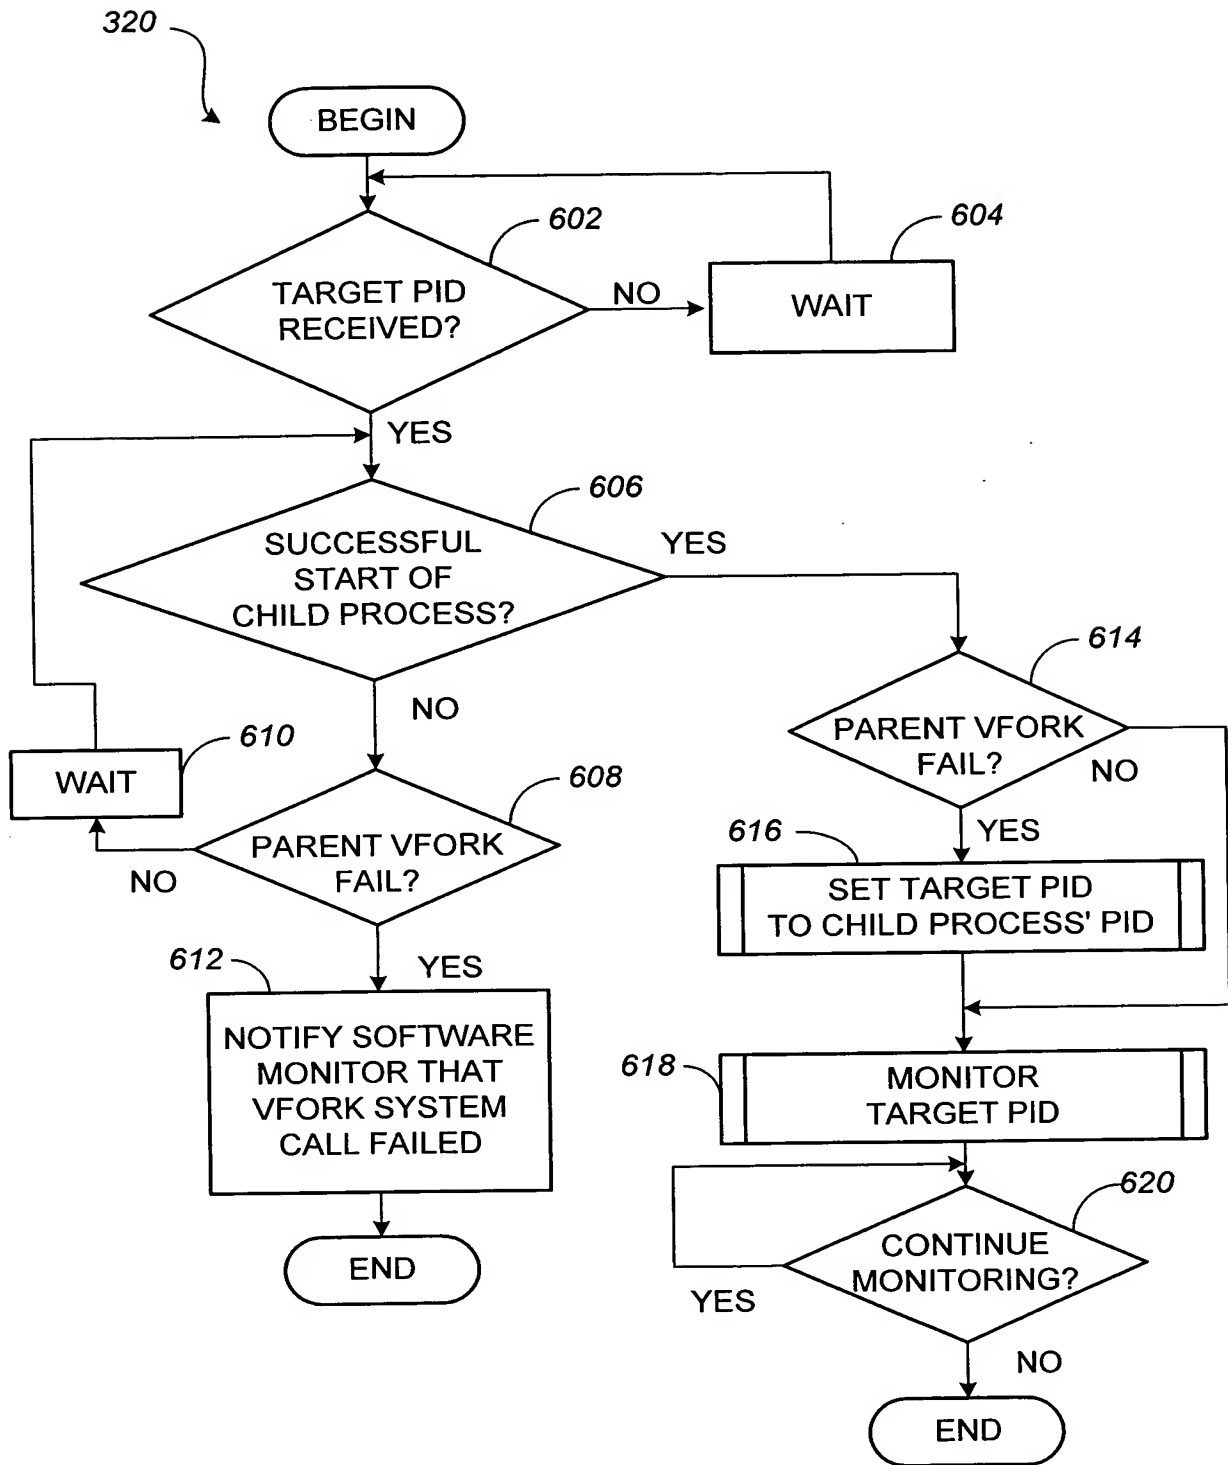 320
BEGIN
602
604
TARGET PID
RECEIVED?
NO
WAIT
YES
606
SUCCESSFUL
START OF
CHILD PROCESS?
YES
614
NO
PARENT VFORK
FAIL?
NO
610
WAIT
608
PARENT VFORK
FAIL?
NO
YES
616
SET TARGET PID
TO CHILD PROCESS' PID
612
YES
NOTIFY SOFTWARE
MONITOR THAT
VFORK SYSTEM
CALL FAILED
618
MONITOR
TARGET PID
620
END
CONTINUE
MONITORING?
YES
NO
END